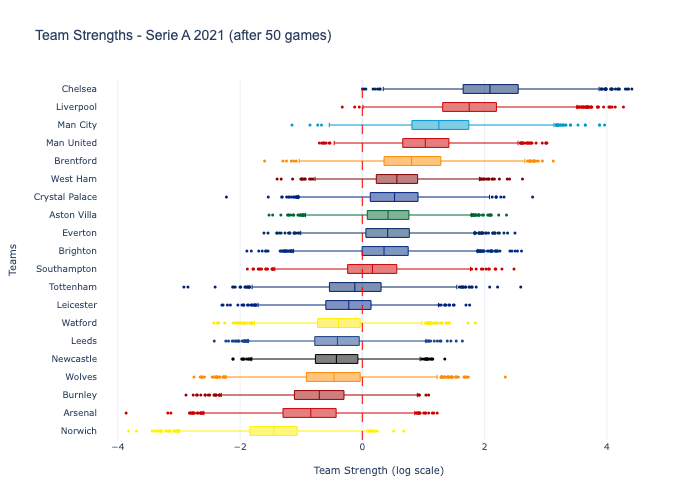 Team Strengths - Serie A 2021 (after 50 games)
Chelsea
Liverpool
Man City
Man United
Brentford
West Ham
Crystal Palace
Aston Villa
Everton
Brighton
Southampton
Tottenham
Leicester
Watford
Leeds
Newcastle
Wolves
Burnley
Arsenal
Norwich
Teams
−4 −2 0 2 4
Team Strength (log scale)